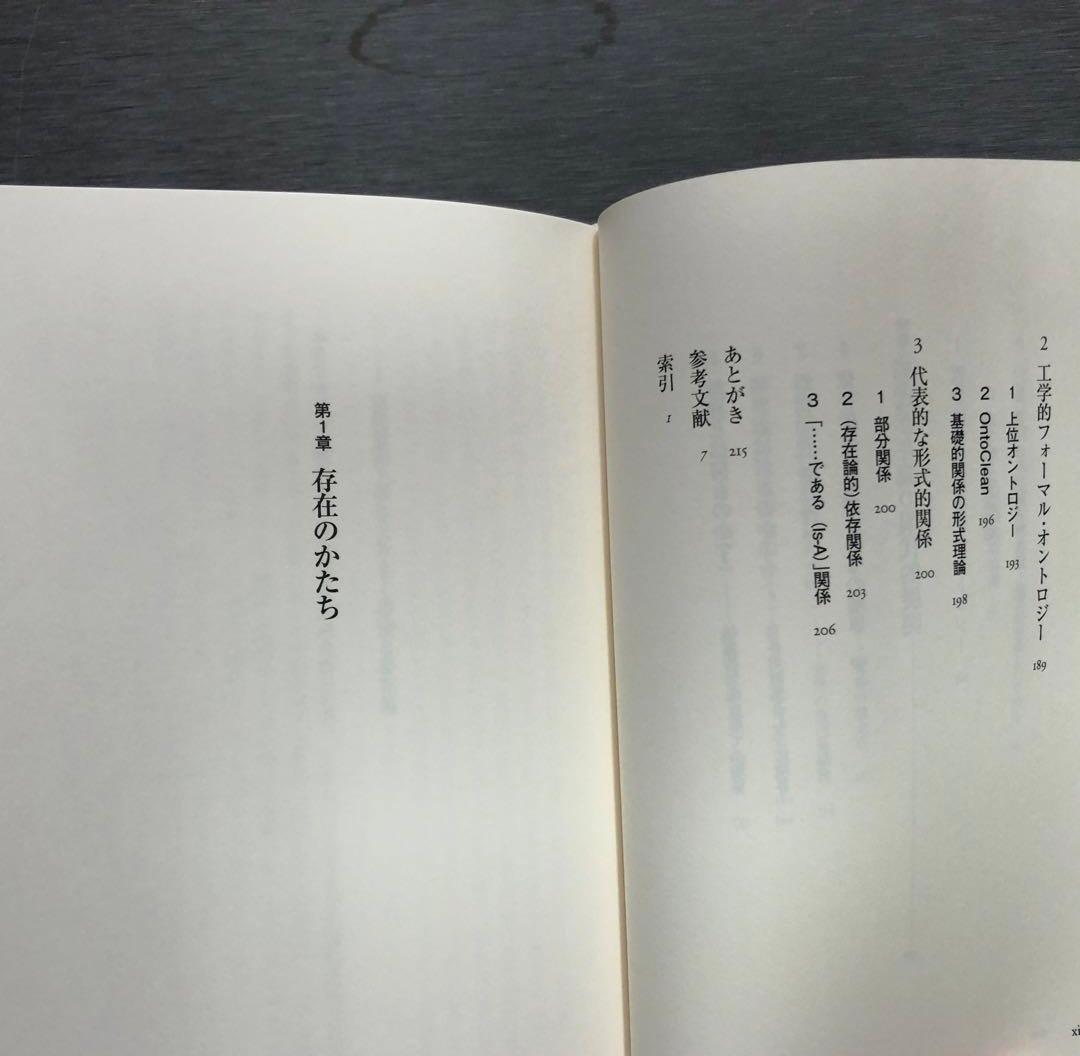 2 工学的フォーマル・オントロジー 189
1 上位オントロジー 193
2 OntoClean 196
3 基礎的関係の形式理論 198
3 代表的な形式的関係 200
1 部分関係 200
2 (存在論的)依存関係 203
3 「……である(Is-A)」関係 206
あとがき 215
参考文献 7
索引 1
第1章 存在のかたち